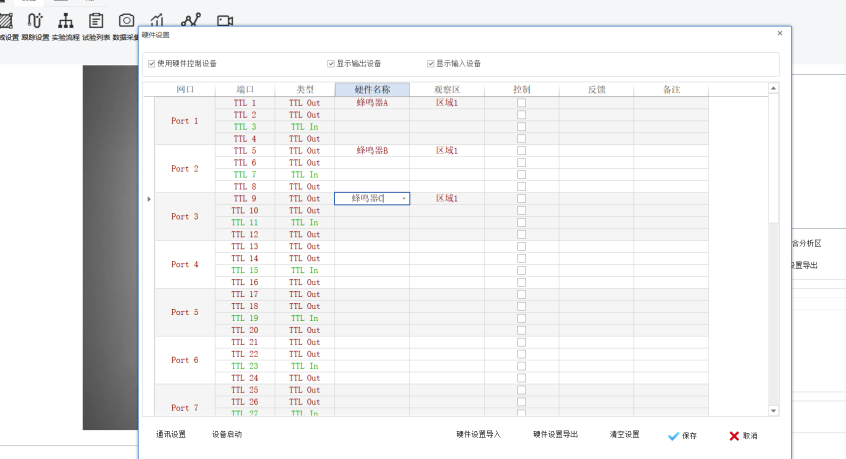 域设置 跟踪设置 实验流程 试验列表 数据采集
硬件设置
使用硬件控制设备 显示输出设备 显示输入设备
网口 端口 类型 硬件名称 观察区 控制 反馈 备注
Port 1
TTL 1 TTL Out 蜂鸣器A 区域1
TTL 2 TTL Out
TTL 3 TTL In
TTL 4 TTL Out
Port 2
TTL 5 TTL Out 蜂鸣器B 区域1
TTL 6 TTL Out
TTL 7 TTL In
TTL 8 TTL Out
Port 3
TTL 9 TTL Out 蜂鸣器C 区域1
TTL 10 TTL Out
TTL 11 TTL In
TTL 12 TTL Out
Port 4
TTL 13 TTL Out
TTL 14 TTL Out
TTL 15 TTL In
TTL 16 TTL Out
Port 5
TTL 17 TTL Out
TTL 18 TTL Out
TTL 19 TTL In
TTL 20 TTL Out
Port 6
TTL 21 TTL Out
TTL 22 TTL Out
TTL 23 TTL In
TTL 24 TTL Out
Port 7
TTL 25 TTL Out
TTL 26 TTL Out
TTL 27 TTL In
合分析区
设置导出
通讯设置 设备启动 硬件设置导入 硬件设置导出 清空设置 保存 取消